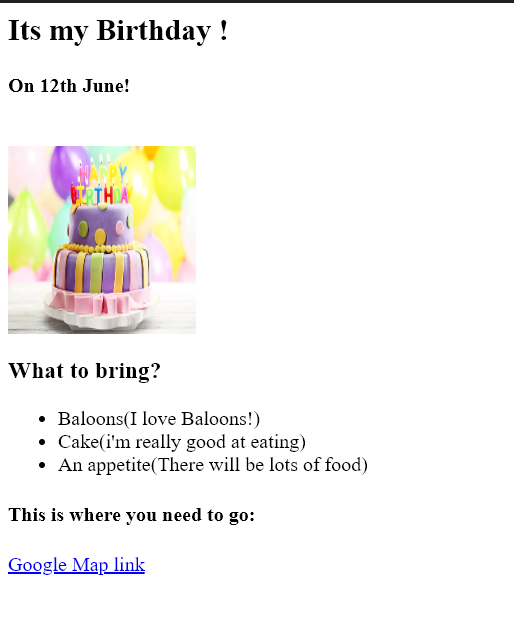 Its my Birthday !
On 12th June!
HAPPY
BIRTHDAY
What to bring?
Baloons(I love Baloons!)
Cake(i'm really good at eating)
An appetite(There will be lots of food)
This is where you need to go:
Google Map link